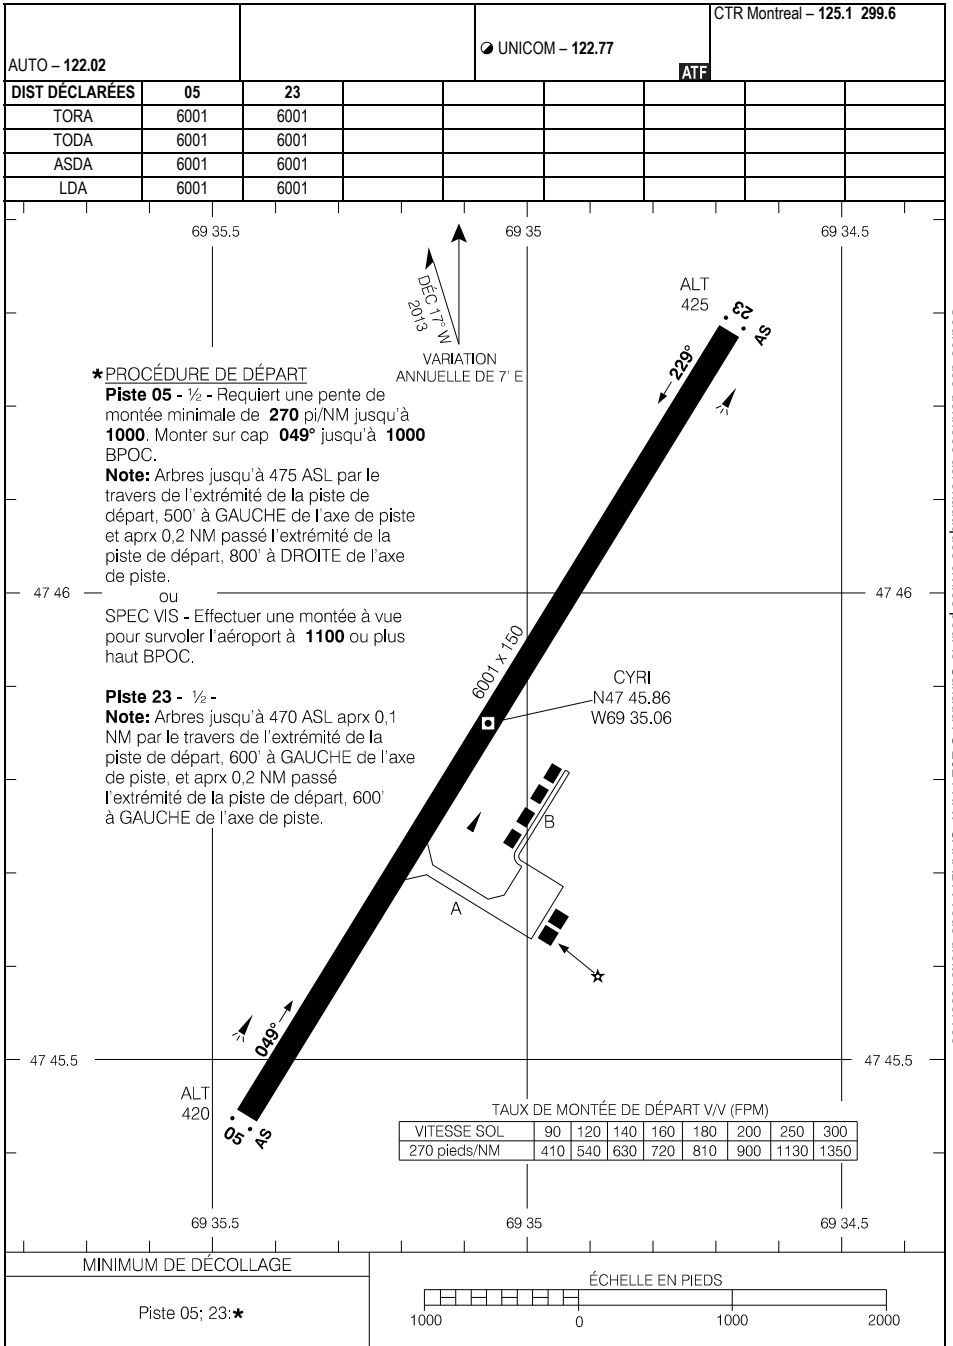 CTR Montreal – 125.1 299.6
UNICOM – 122.77
AUTO – 122.02
ATF
DIST DÉCLARÉES 05 23
TORA 6001 6001
TODA 6001 6001
ASDA 6001 6001
LDA 6001 6001
69 35.5 69 35 69 34.5
DÉC 17° W
2013
VARIATION
ANNUELLE DE 7' E
ALT
425
23
AS
229°
*PROCÉDURE DE DÉPART
Piste 05 - ½ - Requiert une pente de
montée minimale de 270 pi/NM jusqu'à
1000. Monter sur cap 049° jusqu'à 1000
BPOC.
Note: Arbres jusqu'à 475 ASL par le
travers de l'extrémité de la piste de
départ, 500' à GAUCHE de l'axe de piste
et aprx 0,2 NM passé l'extrémité de la
piste de départ, 800' à DROITE de l'axe
de piste.
47 46 47 46
ou
SPEC VIS - Effectuer une montée à vue
pour survoler l'aéroport à 1100 ou plus
haut BPOC.
6001 x 150
CYRI
N47 45.86
W69 35.06
Piste 23 - ½ -
Note: Arbres jusqu'à 470 ASL aprx 0,1
NM par le travers de l'extrémité de la
piste de départ, 600' à GAUCHE de l'axe
de piste, et aprx 0,2 NM passé
l'extrémité de la piste de départ, 600'
à GAUCHE de l'axe de piste.
B
A
049°
47 45.5 47 45.5
ALT
420
05
AS
TAUX DE MONTÉE DE DÉPART V/V (FPM)
VITESSE SOL 90 120 140 160 180 200 250 300
270 pieds/NM 410 540 630 720 810 900 1130 1350
69 35.5 69 35 69 34.5
MINIMUM DE DÉCOLLAGE
Piste 05; 23:*
ÉCHELLE EN PIEDS
1000 0 1000 2000